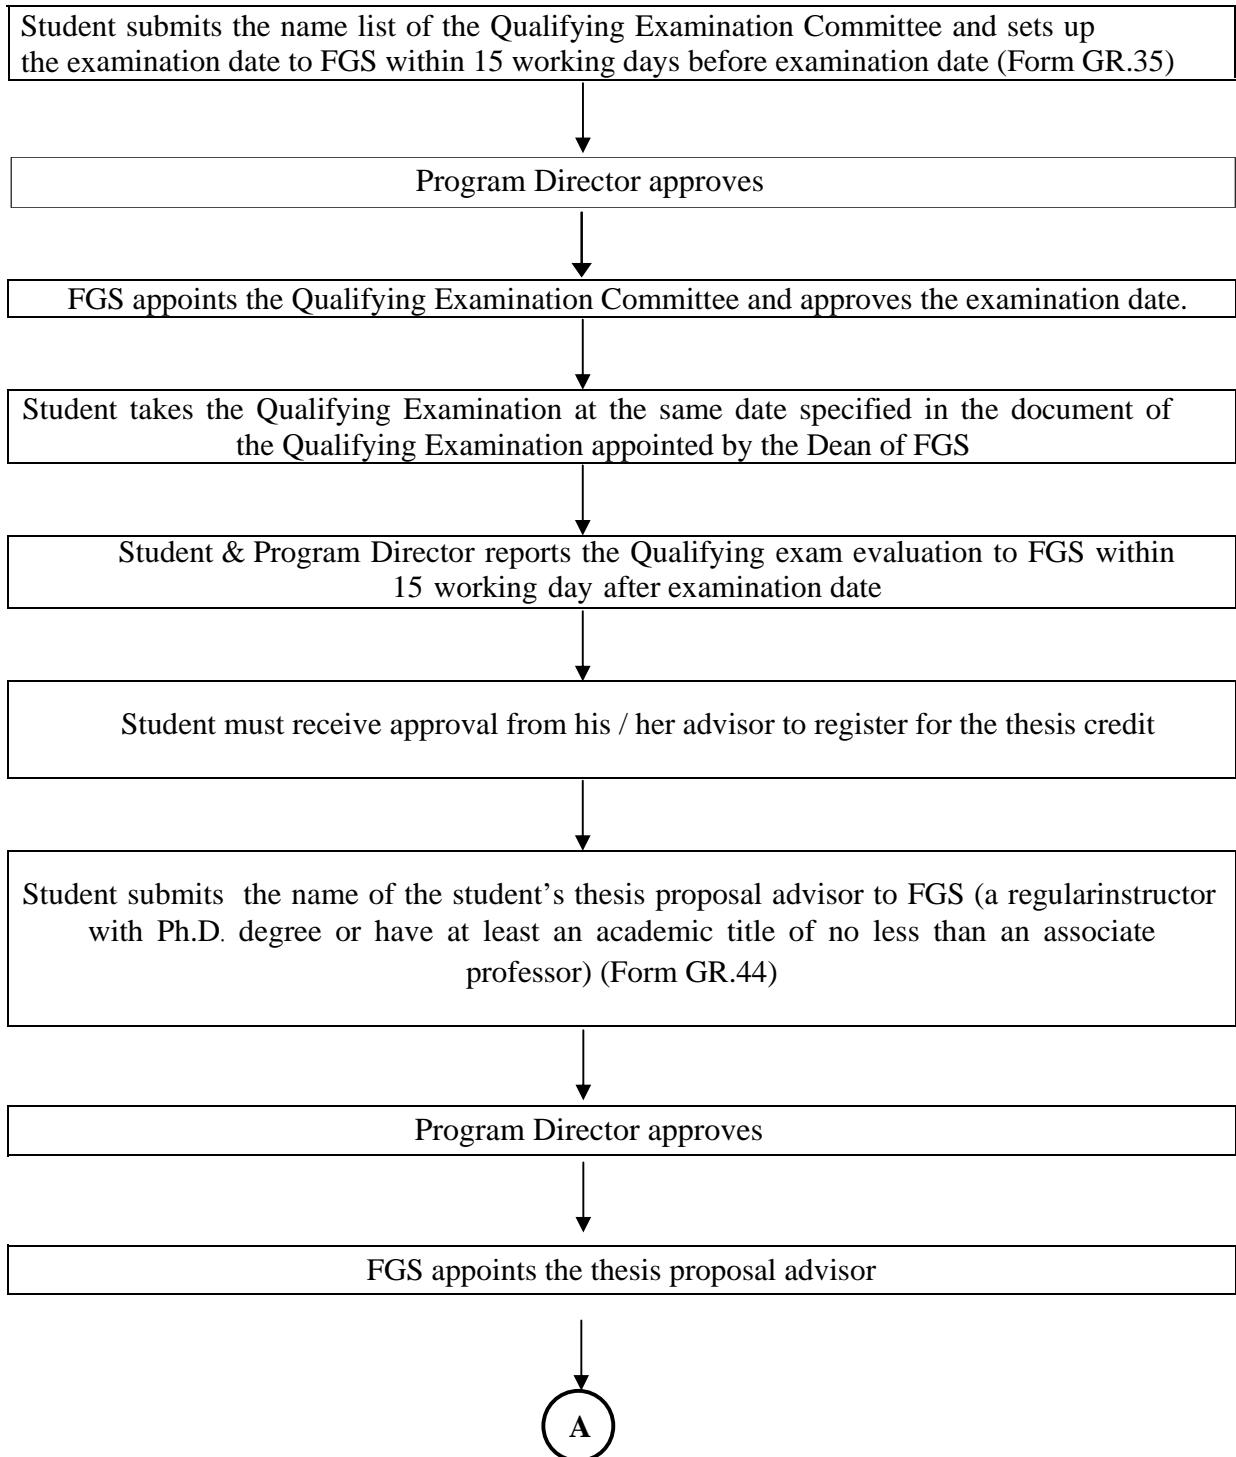 Student submits the name list of the Qualifying Examination Committee and sets up
the examination date to FGS within 15 working days before examination date (Form GR.35)
Program Director approves
FGS appoints the Qualifying Examination Committee and approves the examination date.
Student takes the Qualifying Examination at the same date specified in the document of
the Qualifying Examination appointed by the Dean of FGS
Student & Program Director reports the Qualifying exam evaluation to FGS within
15 working day after examination date
Student must receive approval from his / her advisor to register for the thesis credit
Student submits the name of the student’s thesis proposal advisor to FGS (a regularinstructor
with Ph.D. degree or have at least an academic title of no less than an associate
professor) (Form GR.44)
Program Director approves
FGS appoints the thesis proposal advisor
A